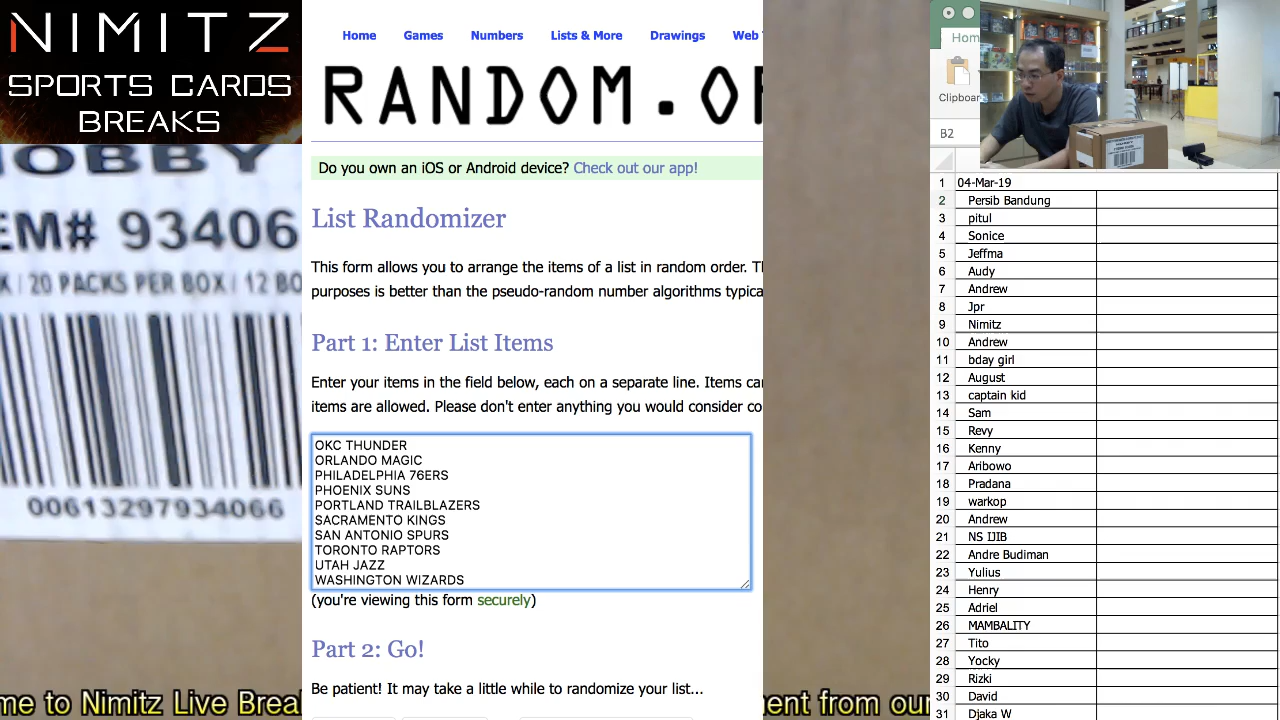 NIMITZ
SPORTS CARDS
BREAKS
OBBY
EM# 93406
X | 20 PACKS PER BOX | 12 BO
00613297934066
Home
Games
Numbers
Lists & More
Drawings
Web
RANDOM.OR
Do you own an iOS or Android device? Check out our app!
List Randomizer
This form allows you to arrange the items of a list in random order. T
purposes is better than the pseudo-random number algorithms typica
Part 1: Enter List Items
Enter your items in the field below, each on a separate line. Items ca
items are allowed. Please don't enter anything you would consider co
OKC THUNDER
ORLANDO MAGIC
PHILADELPHIA 76ERS
PHOENIX SUNS
PORTLAND TRAILBLAZERS
SACRAMENTO KINGS
SAN ANTONIO SPURS
TORONTO RAPTORS
UTAH JAZZ
WASHINGTON WIZARDS
(you're viewing this form securely)
Part 2: Go!
Be patient! It may take a little while to randomize your list...
me to Nimitz Live Brea
ment from our
Hom
Clipboar
B2
1 04-Mar-19
2 Persib Bandung
3 pitul
4 Sonice
5 Jeffma
6 Audy
7 Andrew
8 Jpr
9 Nimitz
10 Andrew
11 bday girl
12 August
13 captain kid
14 Sam
15 Revy
16 Kenny
17 Aribowo
18 Pradana
19 warkop
20 Andrew
21 NS IJIB
22 Andre Budiman
23 Yulius
24 Henry
25 Adriel
26 MAMBALITY
27 Tito
28 Yocky
29 Rizki
30 David
31 Djaka W